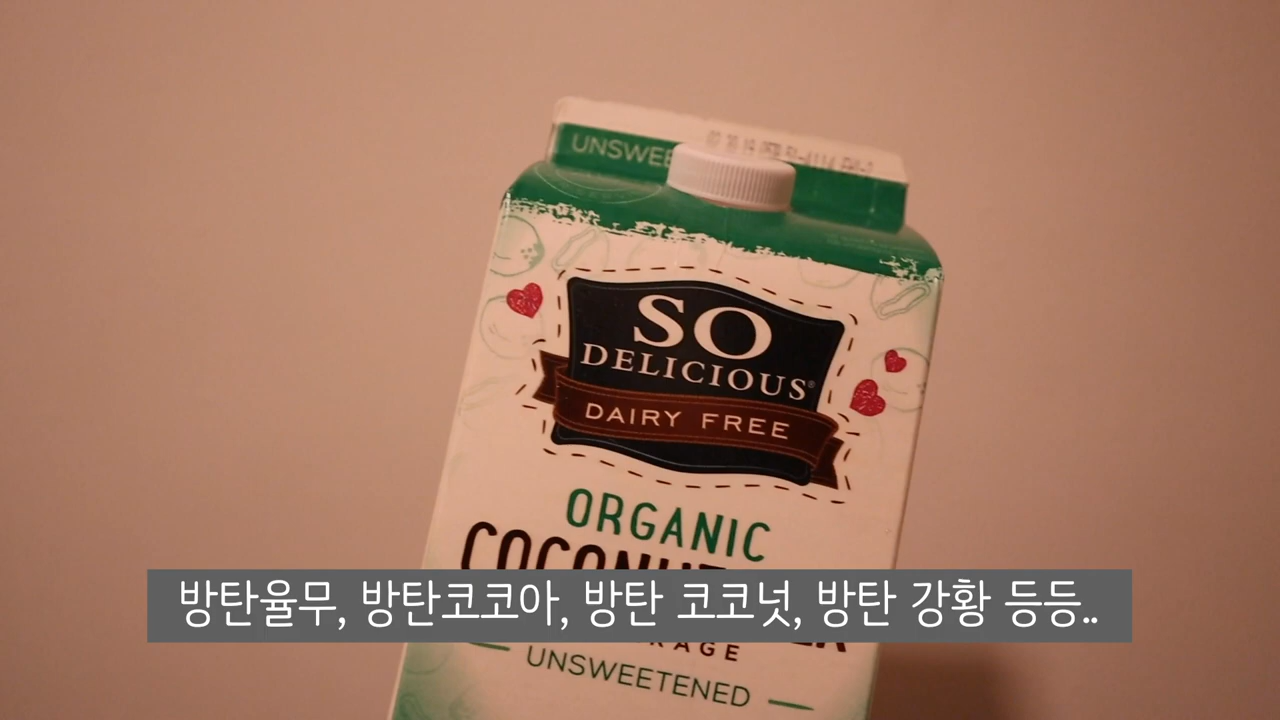 UNSWEE
SO
DELICIOUS®
DAIRY FREE
ORGANIC
방탄율무, 방탄코코아, 방탄 코코넛, 방탄 강황 등등..
UNSWEETENED